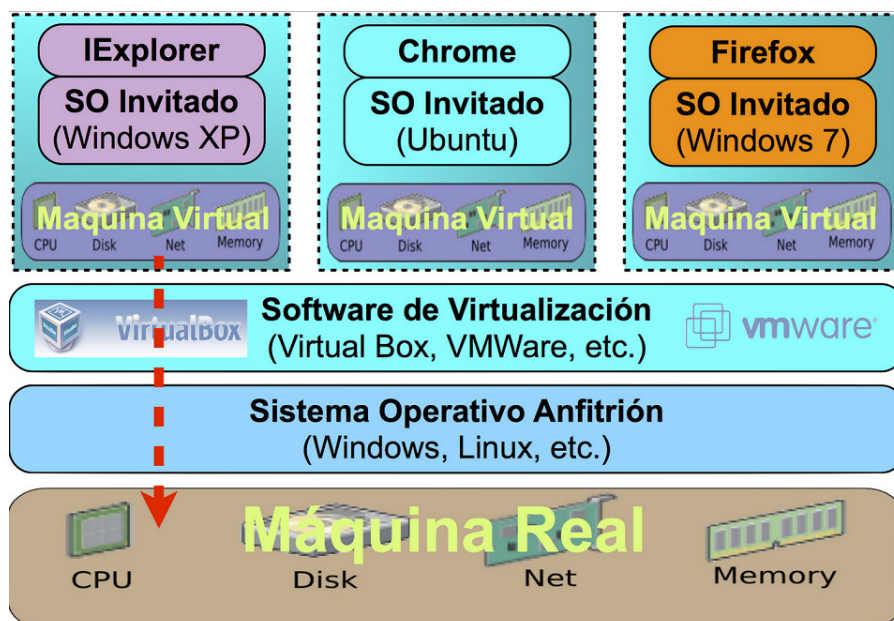 IExplorer
SO Invitado
(Windows XP)
Maquina Virtual
CPU Disk Net Memory
Chrome
SO Invitado
(Ubuntu)
Maquina Virtual
CPU Disk Net Memory
Firefox
SO Invitado
(Windows 7)
Maquina Virtual
CPU Disk Net Memory
VirtualBox
Software de Virtualización
(Virtual Box, VMWare, etc.)
vmware
Sistema Operativo Anfitrión
(Windows, Linux, etc.)
Máquina Real
CPU Disk Net Memory